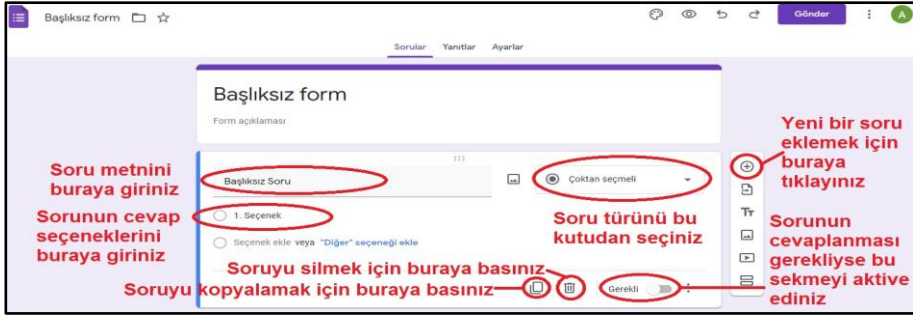 Başlıksız form
Gönder
A
Sorular Yanıtlar Ayarlar
Başlıksız form
Form açıklaması
Yeni bir soru
eklemek için
buraya
tıklayınız
Soru metnini
buraya giriniz
Başlıksız Soru
Çoktan seçmeli
Sorunun cevap
seçeneklerini
buraya giriniz
1. Seçenek
Seçenek ekle veya "Diğer" seçeneği ekle
Soru türünü bu
kutudan seçiniz
Tт
Sorunun
cevaplanması
gerekliyse bu
sekmeyi aktive
ediniz
Soruyu silmek için buraya basınız
Soruyu kopyalamak için buraya basınız
Gerekli